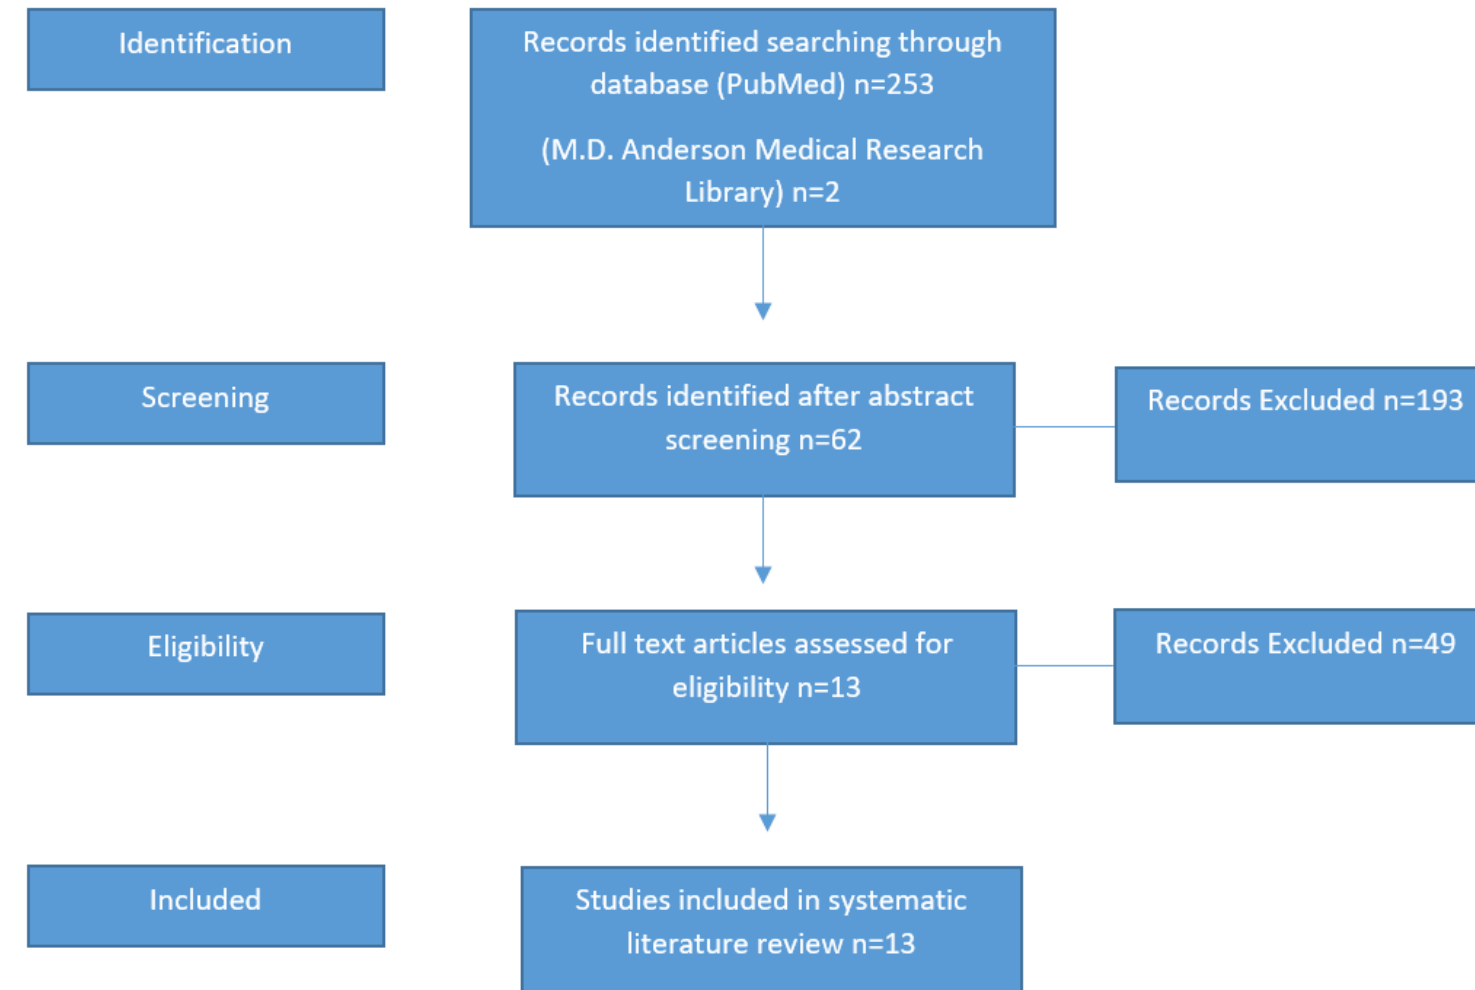 Identification
Records identified searching through
database (PubMed) n=253
(M.D. Anderson Medical Research
Library) n=2
Screening
Records identified after abstract
screening n=62
Records Excluded n=193
Eligibility
Full text articles assessed for
eligibility n=13
Records Excluded n=49
Included
Studies included in systematic
literature review n=13